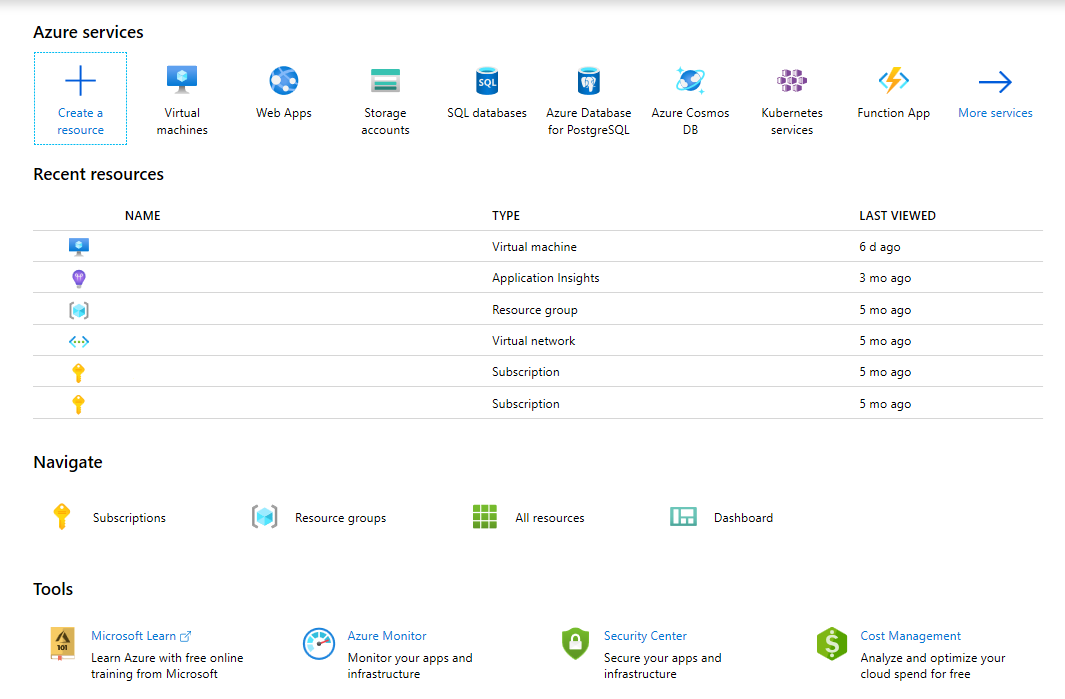 Azure services
Create a
resource
Virtual
machines
Web Apps
Storage
accounts
SQL
SQL databases
Azure Database
for PostgreSQL
Azure Cosmos
DB
Kubernetes
services
Function App
More services
Recent resources
NAME TYPE LAST VIEWED
Virtual machine 6 d ago
Application Insights 3 mo ago
Resource group 5 mo ago
Virtual network 5 mo ago
Subscription 5 mo ago
Subscription 5 mo ago
Navigate
Subscriptions
Resource groups
All resources
Dashboard
Tools
101
Microsoft Learn
Learn Azure with free online
training from Microsoft
Azure Monitor
Monitor your apps and
infrastructure
Security Center
Secure your apps and
infrastructure
$
Cost Management
Analyze and optimize your
cloud spend for free